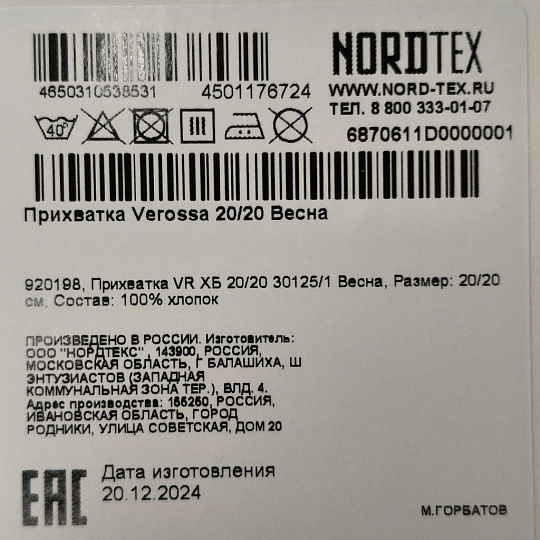 NORDTEX
4650310538531
4501176724
WWW.NORD-TEX.RU
ТЕЛ. 8 800 333-01-07
40°
6870611D0000001
Прихватка Verossa 20/20 Весна
920198, Прихватка VR ХБ 20/20 30125/1 Весна, Размер: 20/20
см, Состав: 100% хлопок
ПРОИЗВЕДЕНО В РОССИИ. Изготовитель:
ООО "НОРДТЕКС" , 143900, РОССИЯ,
МОСКОВСКАЯ ОБЛАСТЬ, Г БАЛАШИХА, Ш
ЭНТУЗИАСТОВ (ЗАПАДНАЯ
КОММУНАЛЬНАЯ ЗОНА ТЕР.), ВЛД. 4.
Адрес производства: 155250, РОССИЯ,
ИВАНОВСКАЯ ОБЛАСТЬ, ГОРОД
РОДНИКИ, УЛИЦА СОВЕТСКАЯ, ДОМ 20
EAC
Дата изготовления
20.12.2024
М.ГОРБАТОВ